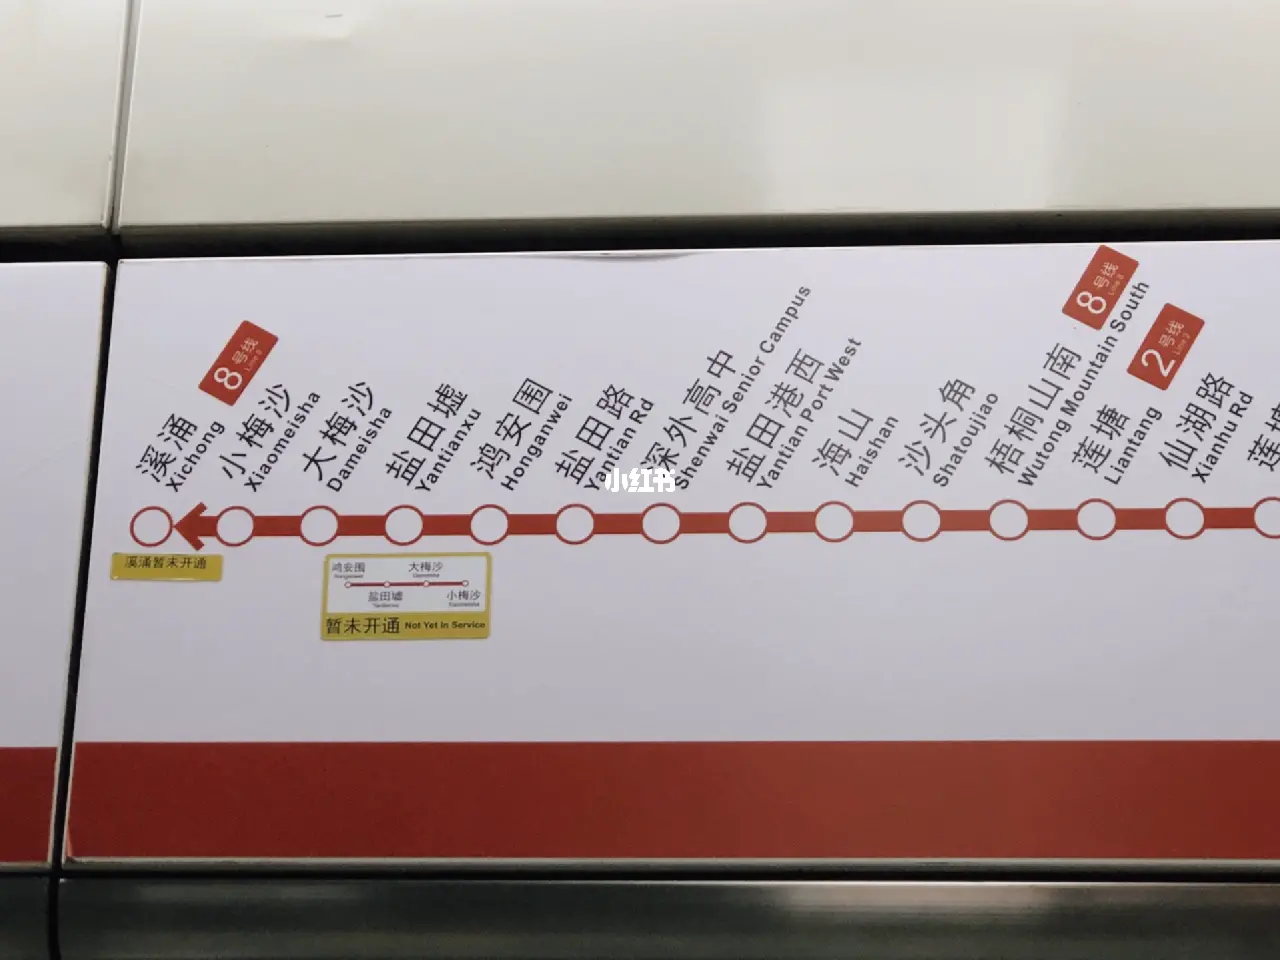 溪涌
Xichong
8号线
Line 8
小梅沙
Xiaomeisha
大梅沙
Dameisha
盐田墟
Yantianxu
鸿安围
Honganwei
盐田路
Yantian Rd
深外高中
Shenwai Senior Campus
盐田港西
Yantian Port West
海山
Haishan
沙头角
Shatoujiao
梧桐山南
Wutong Mountain South
8号线
Line 8
莲塘
Liantang
2号线
Line 2
仙湖路
Xianhu Rd
莲
小红书
溪涌暂未开通
鸿安围
Honganwei
大梅沙
Dameisha
盐田墟
Yantianxu
小梅沙
Xiaomeisha
暂未开通 Not Yet in Service